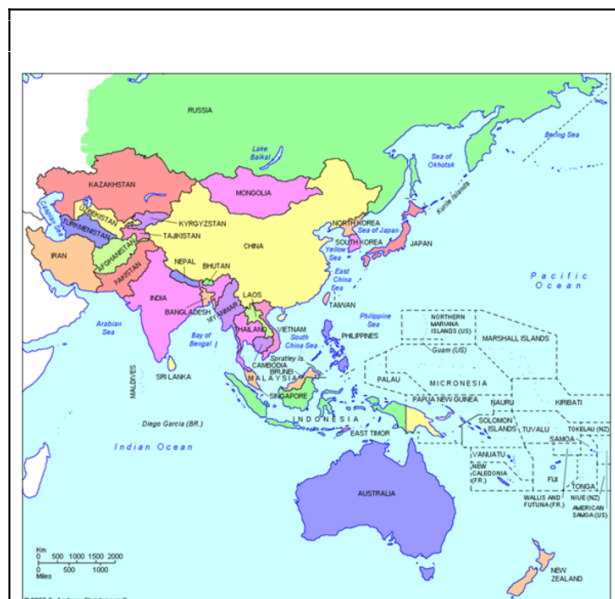 RUSSIA
Bering Sea
Lake
Baikal
Sea of
Okhotsk
KAZAKHSTAN
MONGOLIA
Kurile Islands
Caspian
Sea
UZBEKISTAN
TURKMENISTAN
KYRGYZSTAN
TAJIKISTAN
NORTH KOREA
Sea of Japan
SOUTH KOREA
JAPAN
Yellow
Sea
CHINA
IRAN
AFGHANISTAN
PAKISTAN
NEPAL
BHUTAN
East
China
Sea
Pacific
Ocean
INDIA
BANGLADESH
MYANMAR
LAOS
TAIWAN
Arabian
Sea
Bay of
Bengal
THAILAND
VIETNAM
South
China Sea
Philippine
Sea
PHILIPPINES
NORTHERN
MARIANA
ISLANDS (US)
Guam (US)
MARSHALL ISLANDS
MALDIVES
SRI LANKA
CAMBODIA
Spratley Is.
BRUNEI
MALAYSIA
SINGAPORE
PALAU
MICRONESIA
PAPUA NEW GUINEA
NAURU
KIRIBATI
Diego Garcia (BR.)
INDONESIA
EAST TIMOR
SOLOMON
ISLANDS
TUVALU
TOKELAU (NZ)
SAMOA
Indian Ocean
VANUATU
NEW
CALEDONIA
(FR.)
FIJI
TONGA
WALLIS AND
FUTUNA (FR.)
NIUE (NZ)
AMERICAN
SAMOA (US)
AUSTRALIA
NEW
ZEALAND
Km
0 500 1000 1500 2000
0 500 1000
Miles